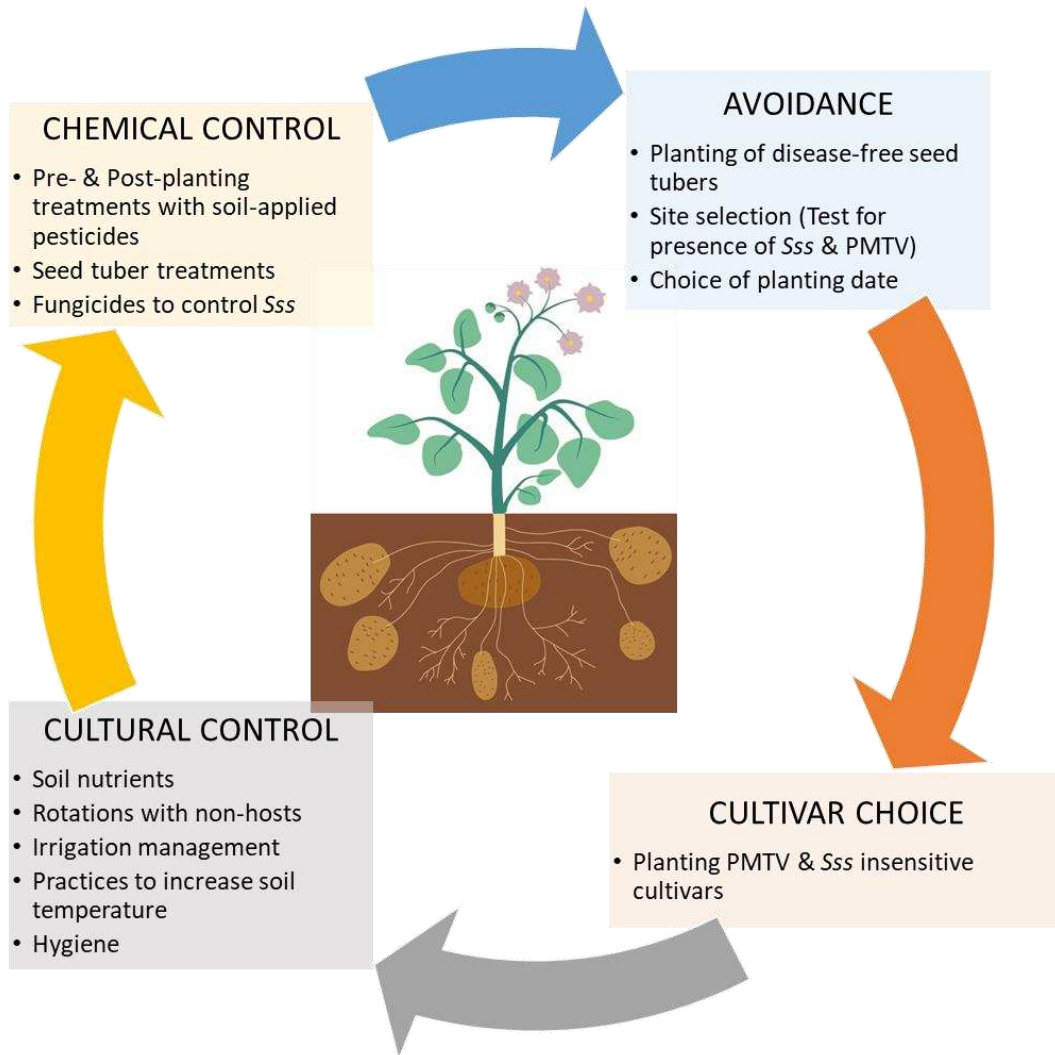 CHEMICAL CONTROL
• Pre- & Post-planting
treatments with soil-applied
pesticides
• Seed tuber treatments
• Fungicides to control Sss
AVOIDANCE
• Planting of disease-free seed
tubers
• Site selection (Test for
presence of Sss & PMTV)
• Choice of planting date
CULTIVAR CHOICE
• Planting PMTV & Sss insensitive
cultivars
CULTURAL CONTROL
• Soil nutrients
• Rotations with non-hosts
• Irrigation management
• Practices to increase soil
temperature
• Hygiene